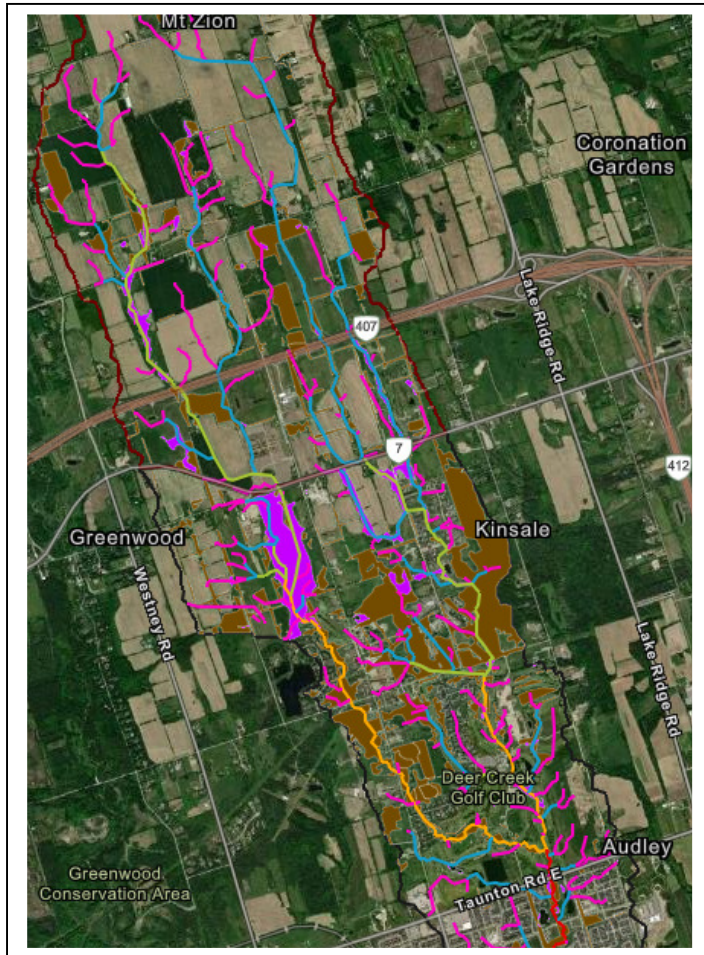 Mt Zion
Coronation
Gardens
Lake Ridge Rd
407
7
412
Greenwood
Kinsale
Westney Rd
Lake Ridge Rd
Deer Creek
Golf Club
Audley
Taunton Rd E
Greenwood
Conservation Area